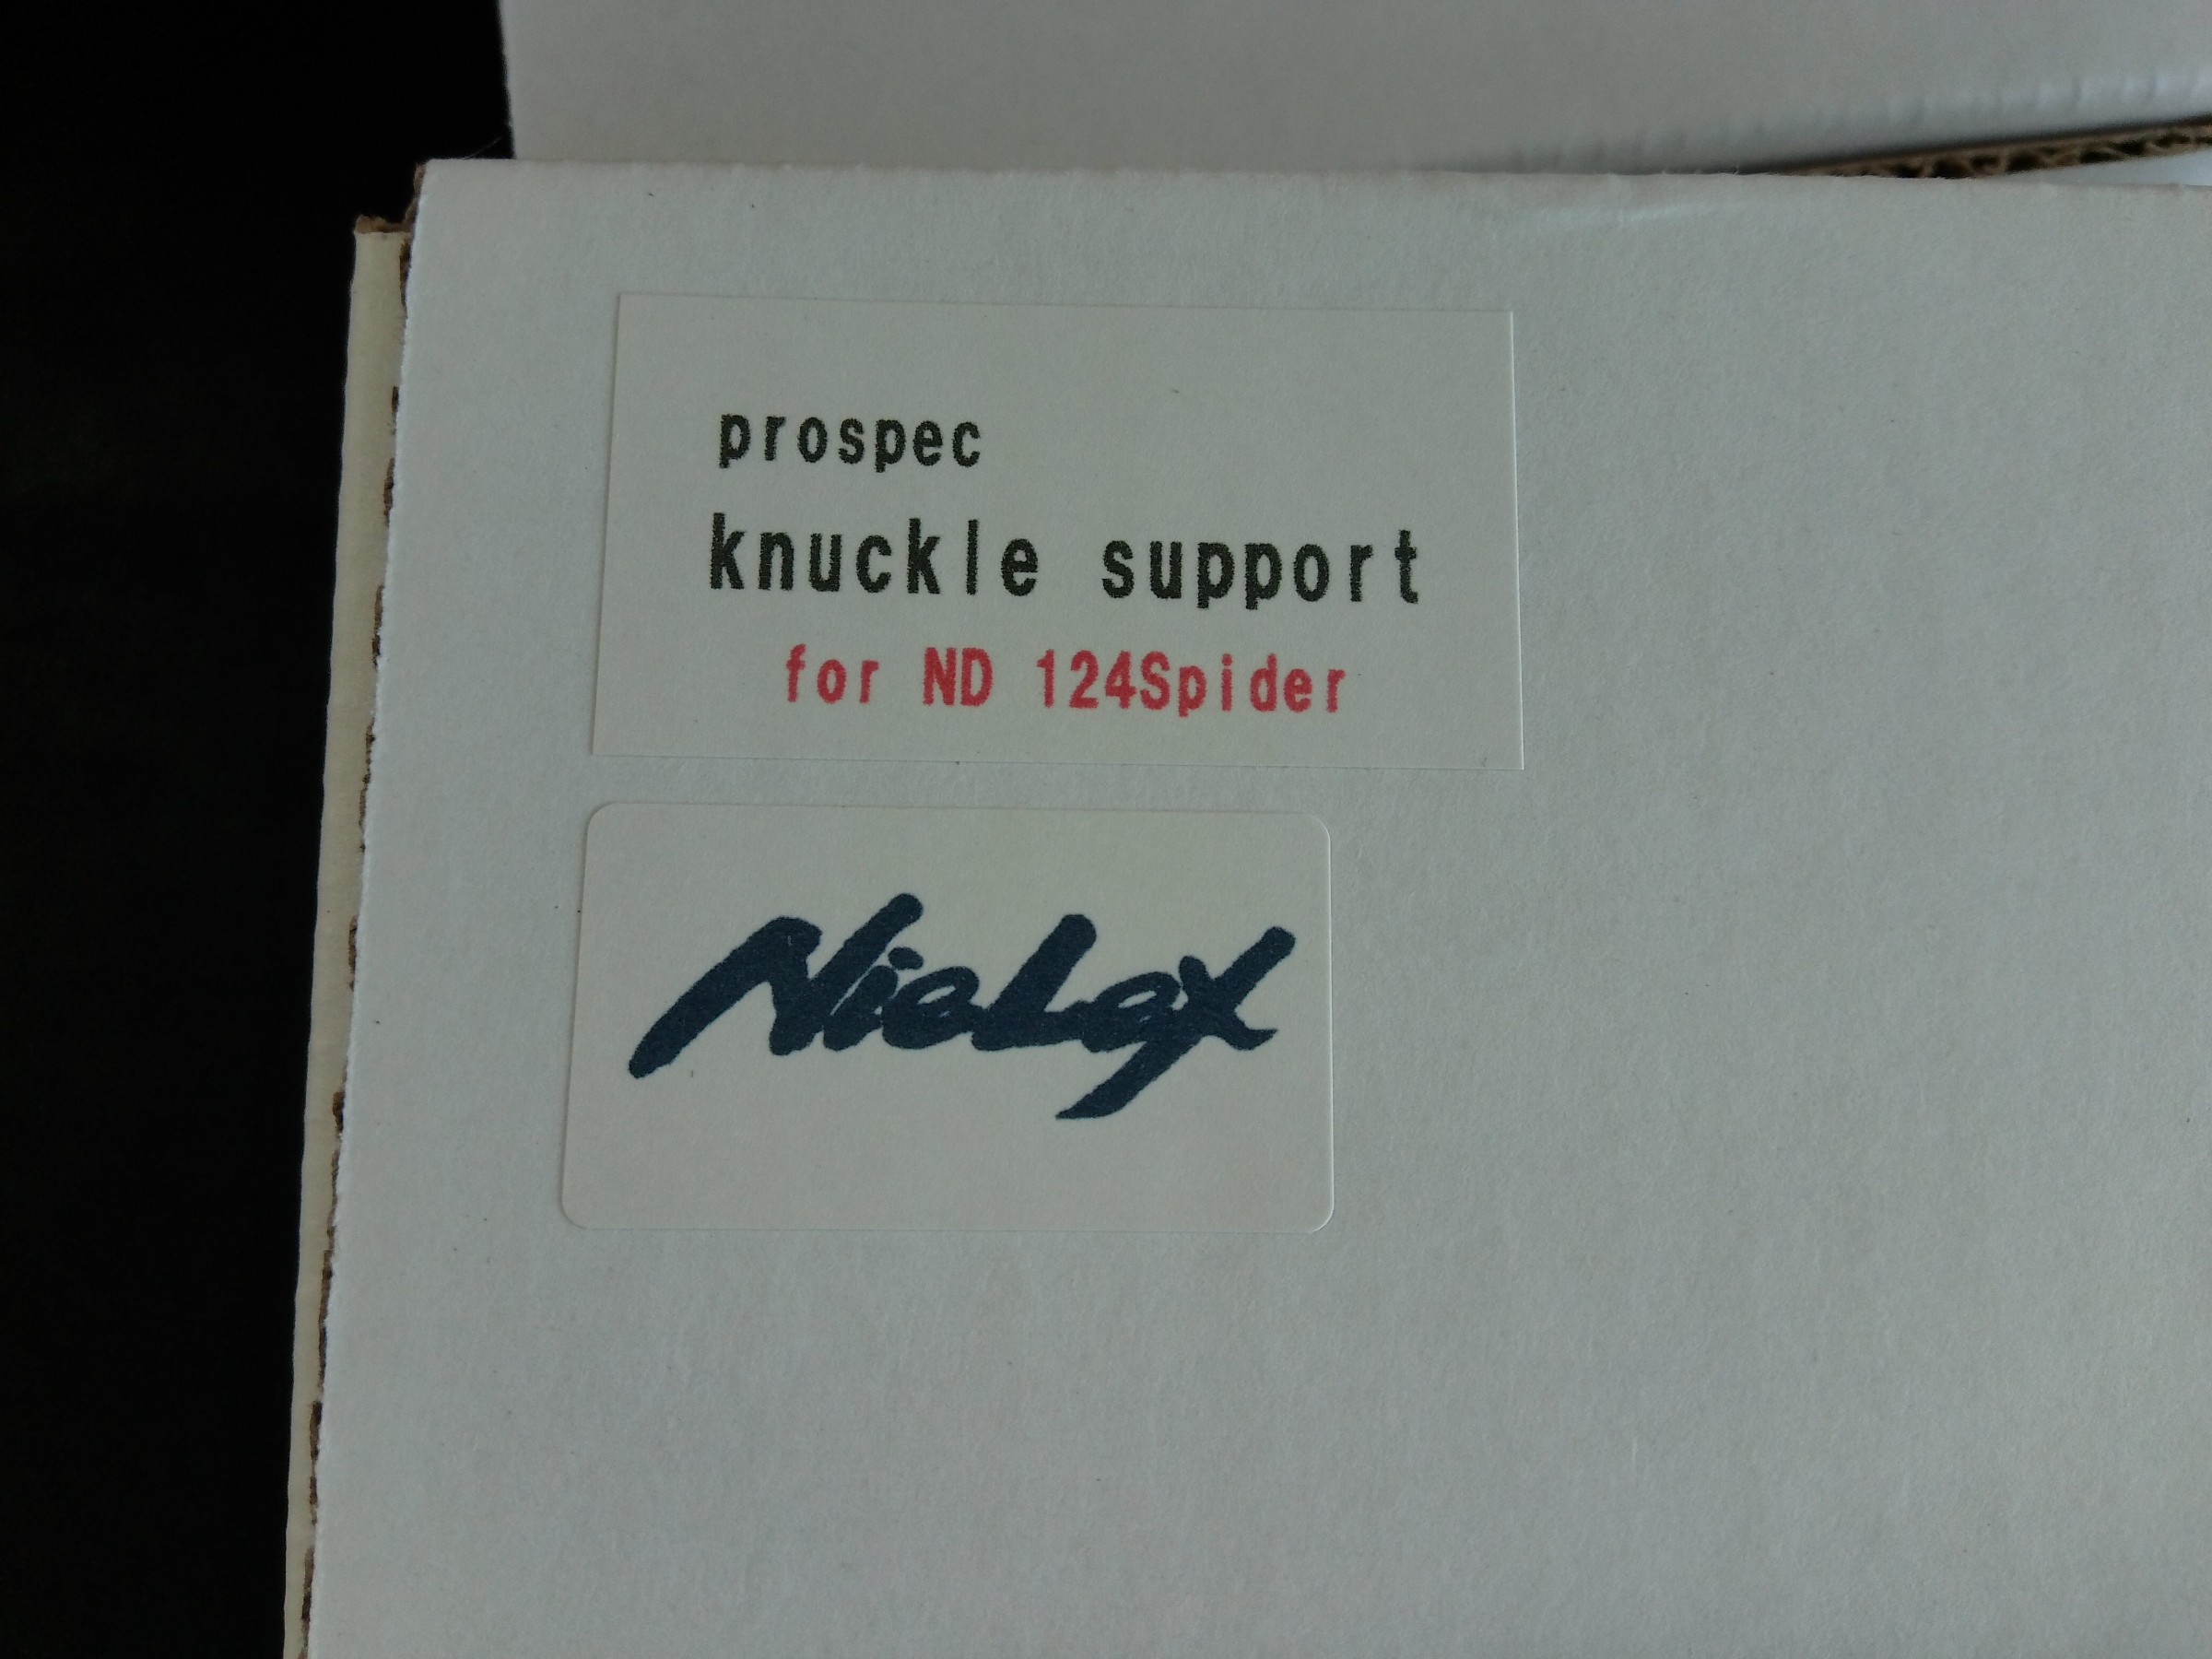 prospec
knuckle support
for ND 124Spider
NieLex